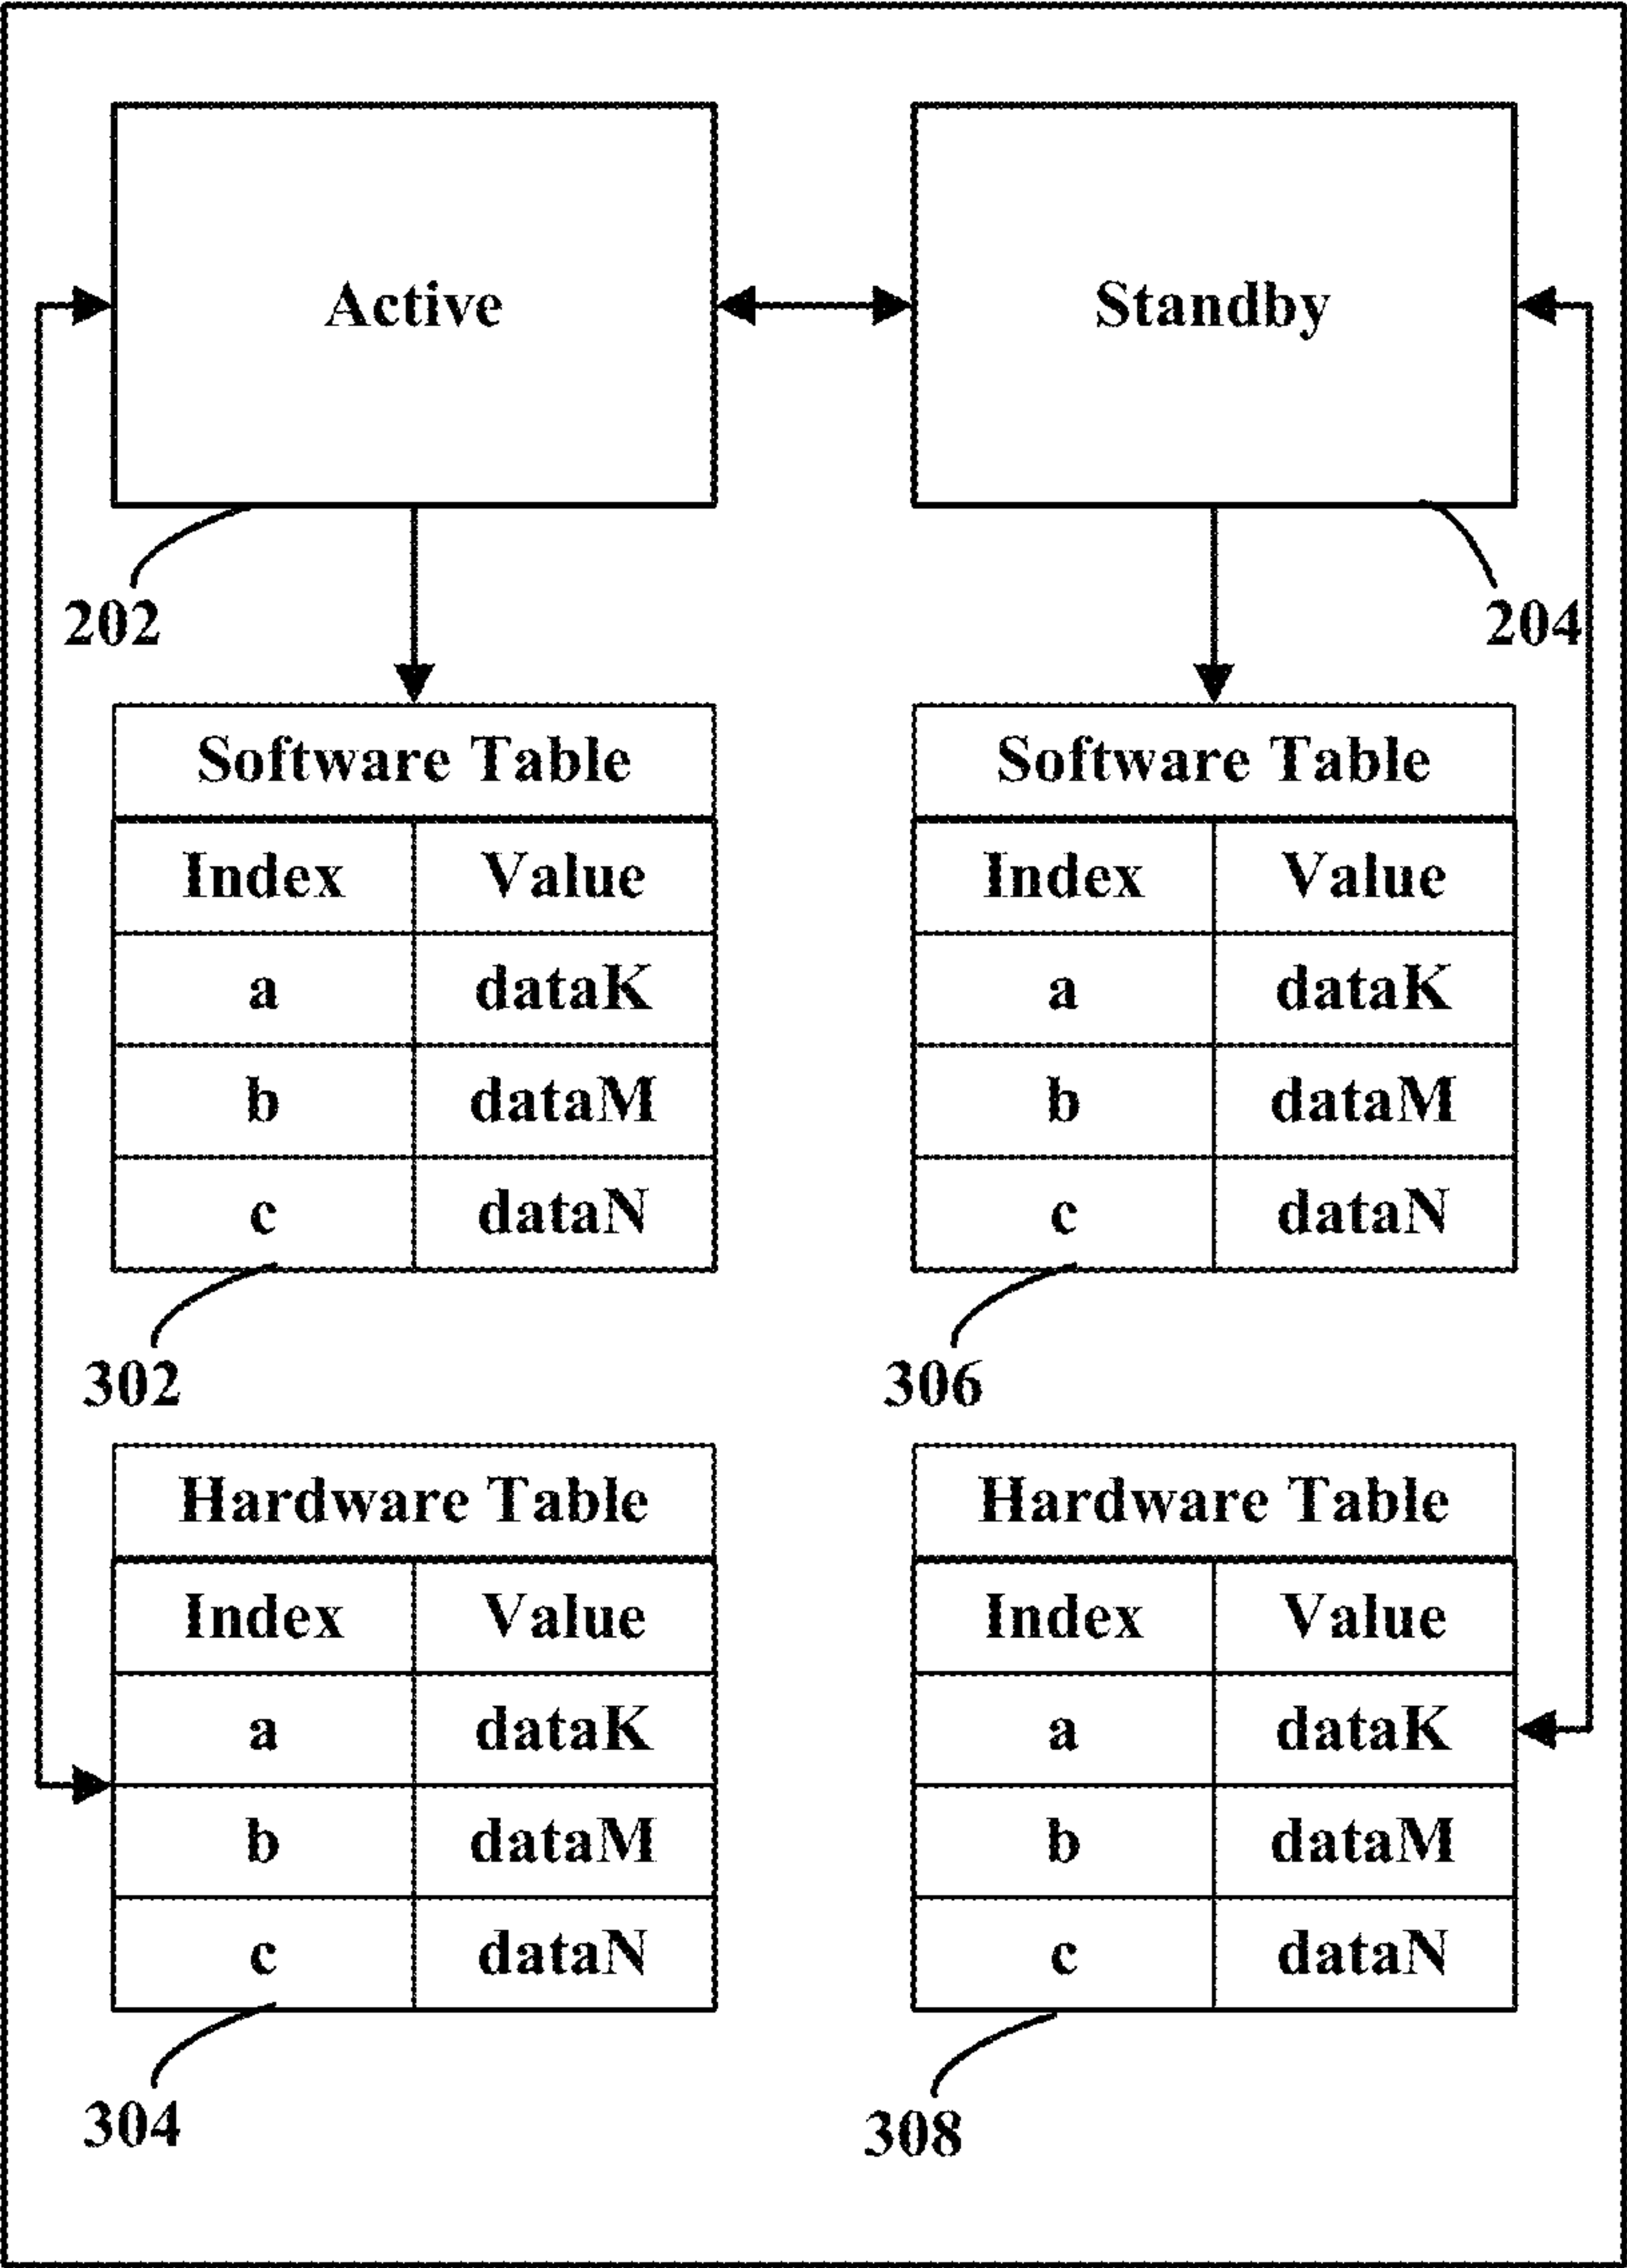 Active Standby
202 204
Software Table Software Table
Index Value Index Value
a dataK a dataK
b dataM b dataM
c dataN c dataN
302 306
Hardware Table Hardware Table
Index Value Index Value
a dataK a dataK
b dataM b dataM
c dataN c dataN
304 308